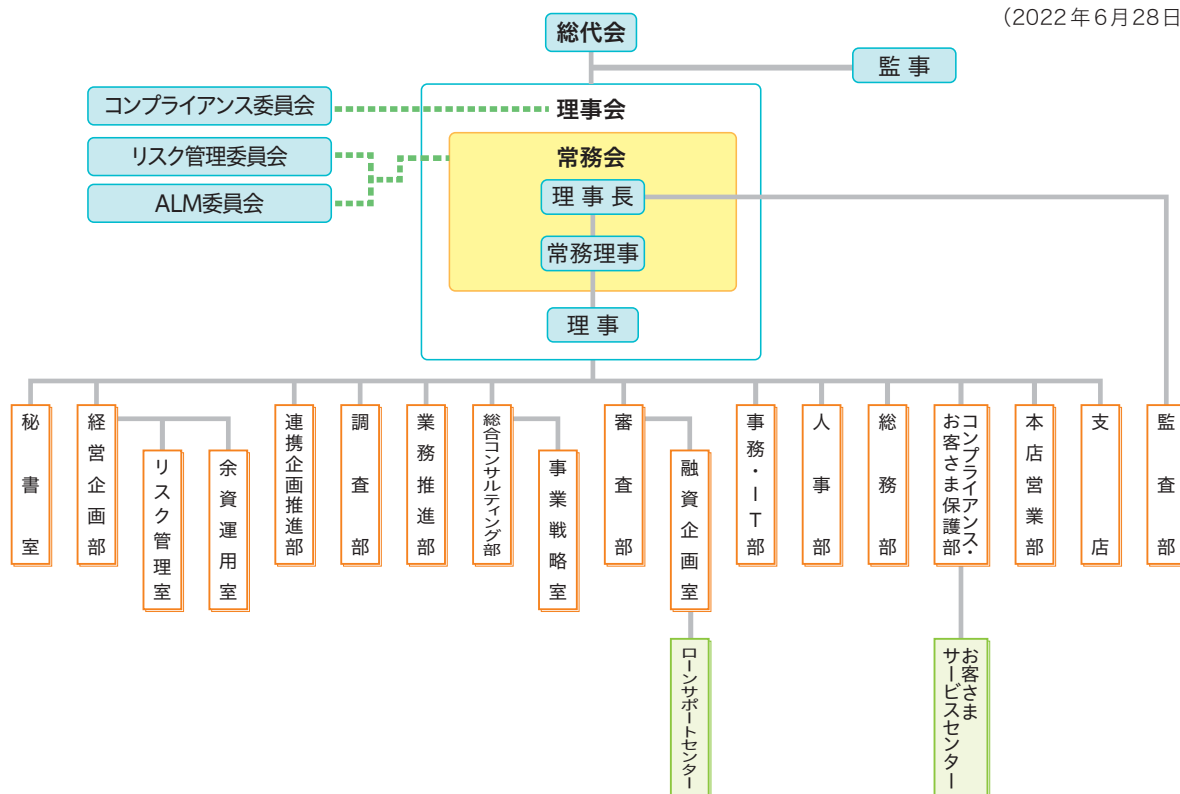 (2022年6月28日
総代会
監事
コンプライアンス委員会
理事会
リスク管理委員会
常務会
ALM委員会
理事長
常務理事
理事
秘書室
経営企画部
リスク管理室
余資運用室
連携企画推進部
調査部
業務推進部
総合コンサルティング部
事業戦略室
審査部
融資企画室
事務・IT部
人事部
総務部
コンプライアンス・
お客さま保護部
本店営業部
支店
監査部
ローンサポートセンター
お客さま
サービスセンター